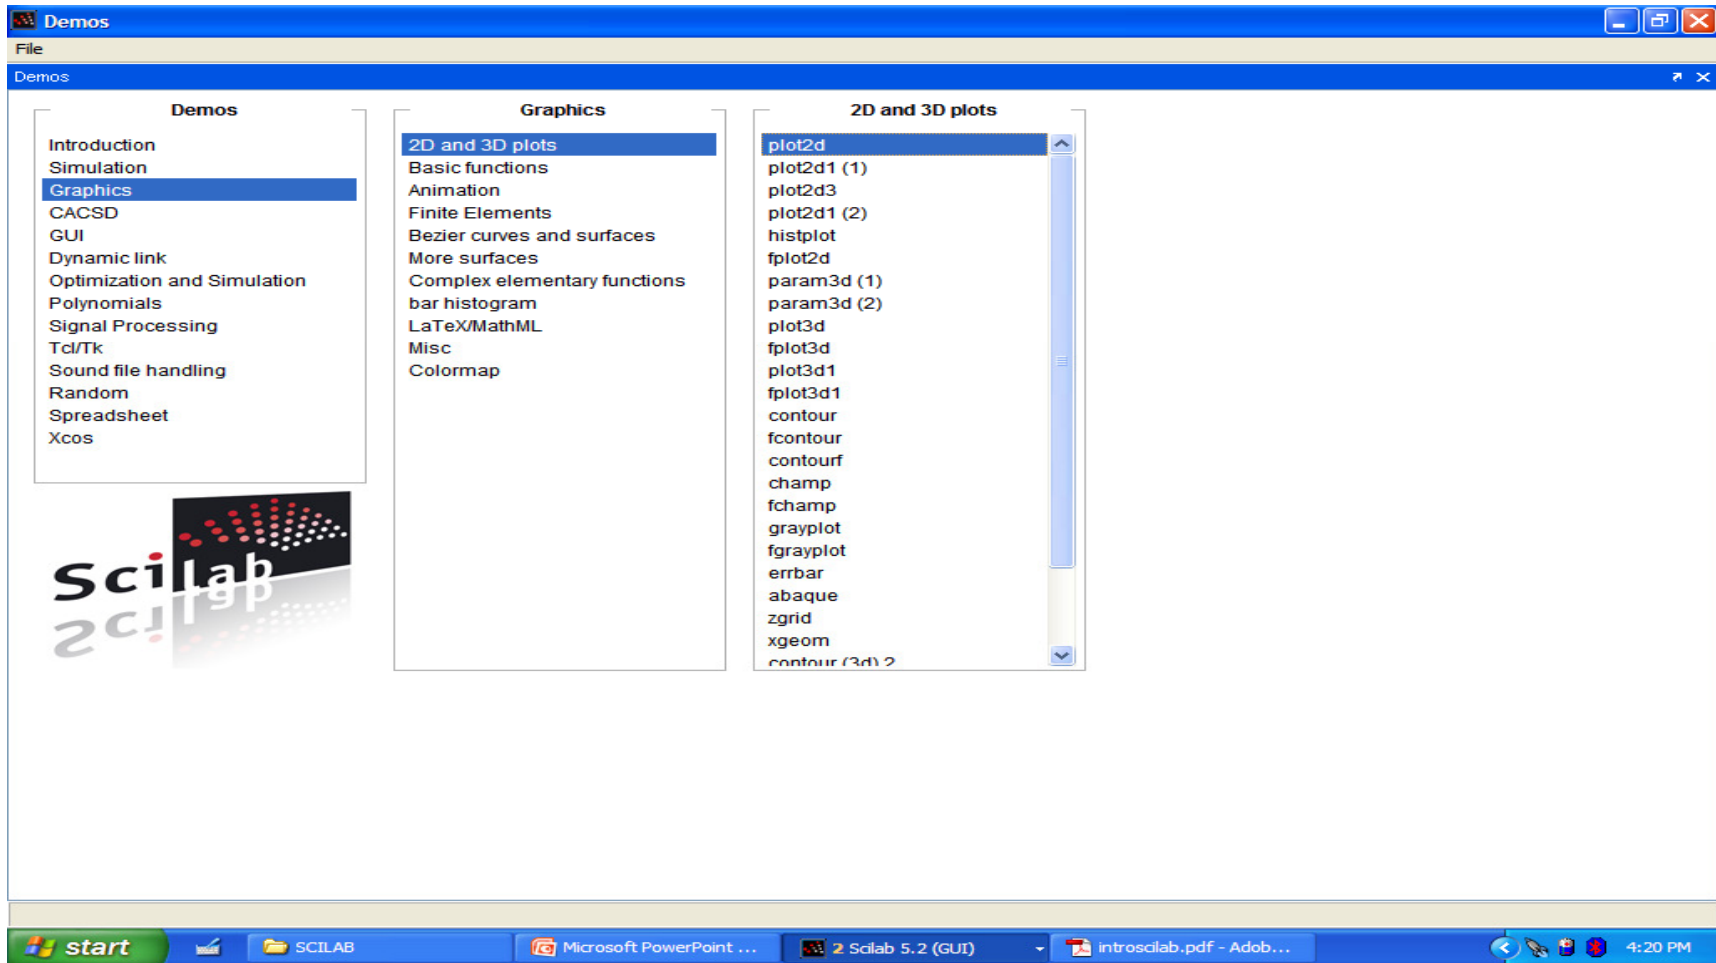 Demos
File
Demos
Demos
Introduction
Simulation
Graphics
CACSD
GUI
Dynamic link
Optimization and Simulation
Polynomials
Signal Processing
Tcl/Tk
Sound file handling
Random
Spreadsheet
Xcos
Scilab
Graphics
2D and 3D plots
Basic functions
Animation
Finite Elements
Bezier curves and surfaces
More surfaces
Complex elementary functions
bar histogram
LaTeX/MathML
Misc
Colormap
2D and 3D plots
plot2d
plot2d1 (1)
plot2d3
plot2d1 (2)
histplot
fplot2d
param3d (1)
param3d (2)
plot3d
fplot3d
plot3d1
fplot3d1
contour
fcontour
contourf
champ
fchamp
grayplot
fgrayplot
errbar
abaque
zgrid
xgeom
contour (3d) 2
start
SCILAB
Microsoft PowerPoint ...
2 Scilab 5.2 (GUI)
introscilab.pdf - Adob...
4:20 PM